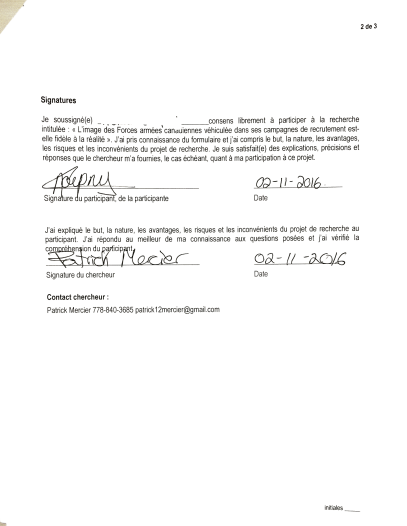 2 de 3
Signatures
Je soussigné(e) consens librement à participer à la recherche
intitulée : « L'image des Forces armées canadiennes véhiculée dans ses campagnes de recrutement est-
elle fidèle à la réalité ». J'ai pris connaissance du formulaire et j'ai compris le but, la nature, les avantages,
les risques et les inconvénients du projet de recherche. Je suis satisfait(e) des explications, précisions et
réponses que le chercheur m'a fournies, le cas échéant, quant à ma participation à ce projet.
02-11-2016
Signature du participant, de la participante Date
J'ai expliqué le but, la nature, les avantages, les risques et les inconvénients du projet de recherche au
participant. J'ai répondu au meilleur de ma connaissance aux questions posées et j'ai vérifié la
compréhension du participant.
Patrick Mercier 02-11-2016
Signature du chercheur Date
Contact chercheur :
Patrick Mercier 778-840-3685 patrick12mercier@gmail.com
initiales